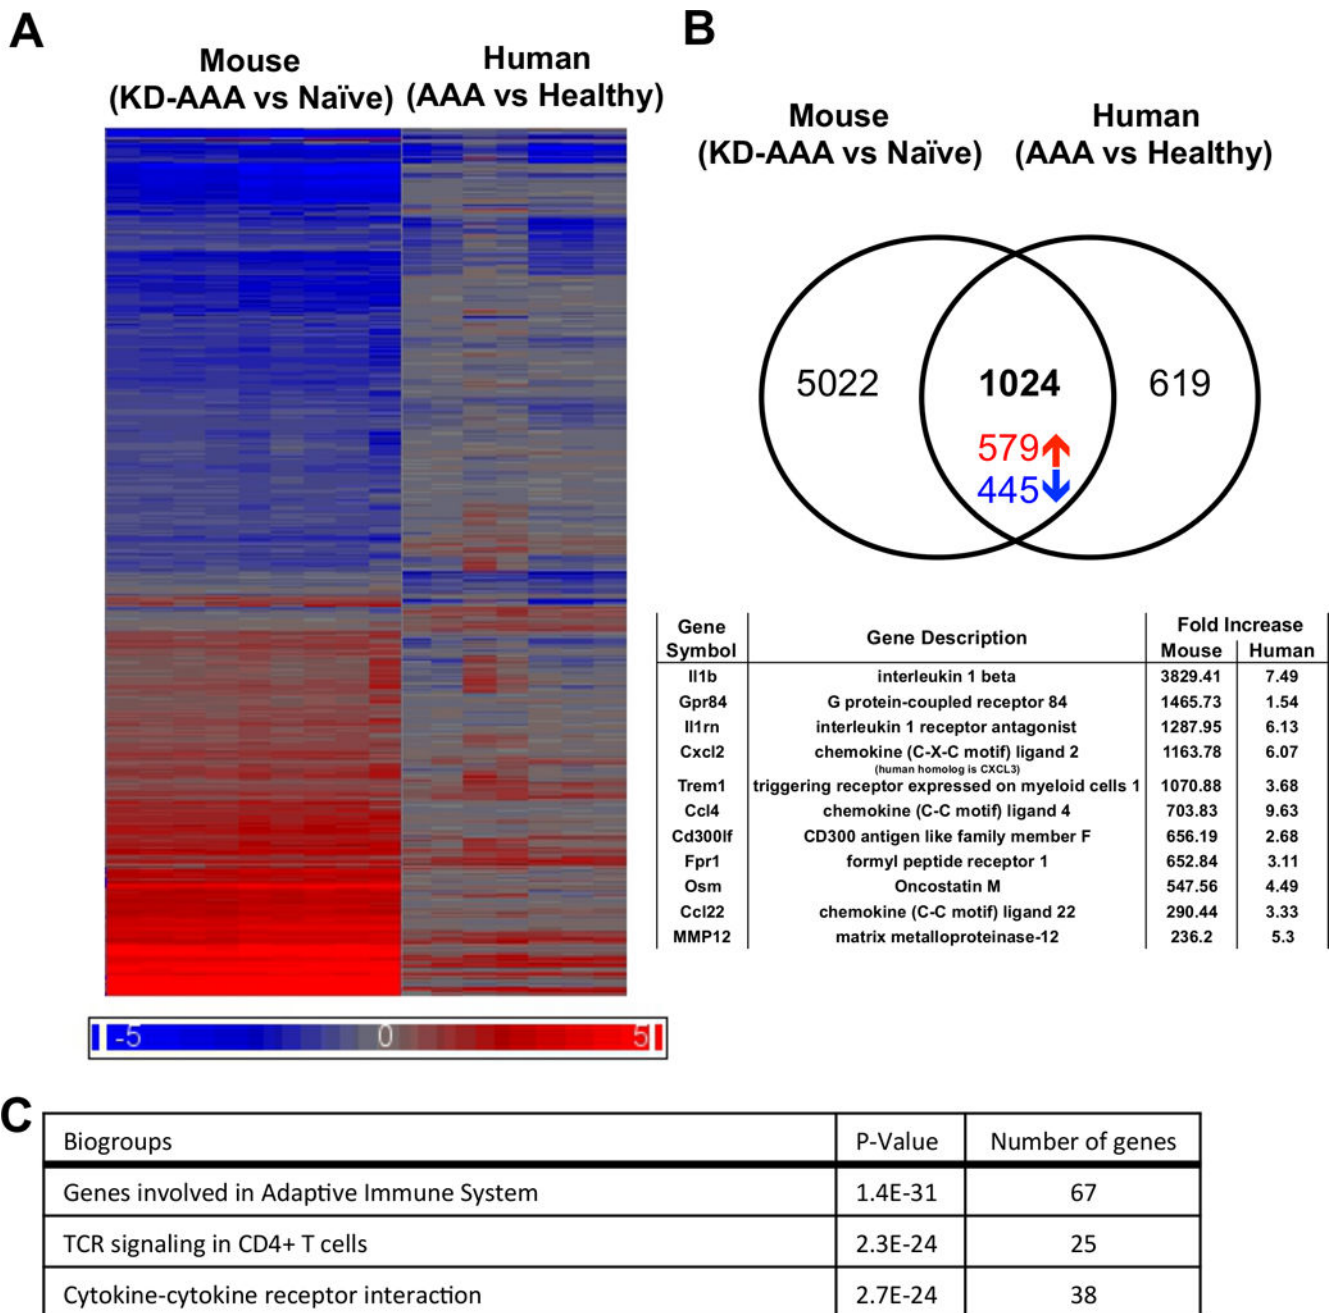 A
Mouse
(KD-AAA vs Naïve)
Human
(AAA vs Healthy)
-5 0 5
B
Mouse
(KD-AAA vs Naïve)
Human
(AAA vs Healthy)
5022
1024
619
579
445
Gene Symbol Gene Description Fold Increase
Mouse Human
Il1b interleukin 1 beta 3829.41 7.49
Gpr84 G protein-coupled receptor 84 1465.73 1.54
Il1rn interleukin 1 receptor antagonist 1287.95 6.13
Cxcl2 chemokine (C-X-C motif) ligand 2 1163.78 6.07
(human homolog is CXCL3)
Trem1 triggering receptor expressed on myeloid cells 1 1070.88 3.68
Ccl4 chemokine (C-C motif) ligand 4 703.83 9.63
Cd300lf CD300 antigen like family member F 656.19 2.68
Fpr1 formyl peptide receptor 1 652.84 3.11
Osm Oncostatin M 547.56 4.49
Ccl22 chemokine (C-C motif) ligand 22 290.44 3.33
MMP12 matrix metalloproteinase-12 236.2 5.3
C
Biogroups P-Value Number of genes
Genes involved in Adaptive Immune System 1.4E-31 67
TCR signaling in CD4+ T cells 2.3E-24 25
Cytokine-cytokine receptor interaction 2.7E-24 38